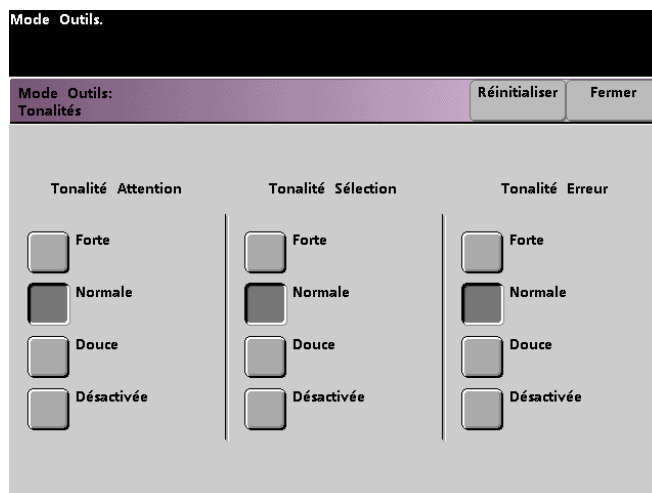 Mode Outils.
Mode Outils:
Tonalités
Réinitialiser
Fermer
Tonalité Attention
Tonalité Sélection
Tonalité Erreur
Forte
Normale
Douce
Désactivée
Forte
Normale
Douce
Désactivée
Forte
Normale
Douce
Désactivée